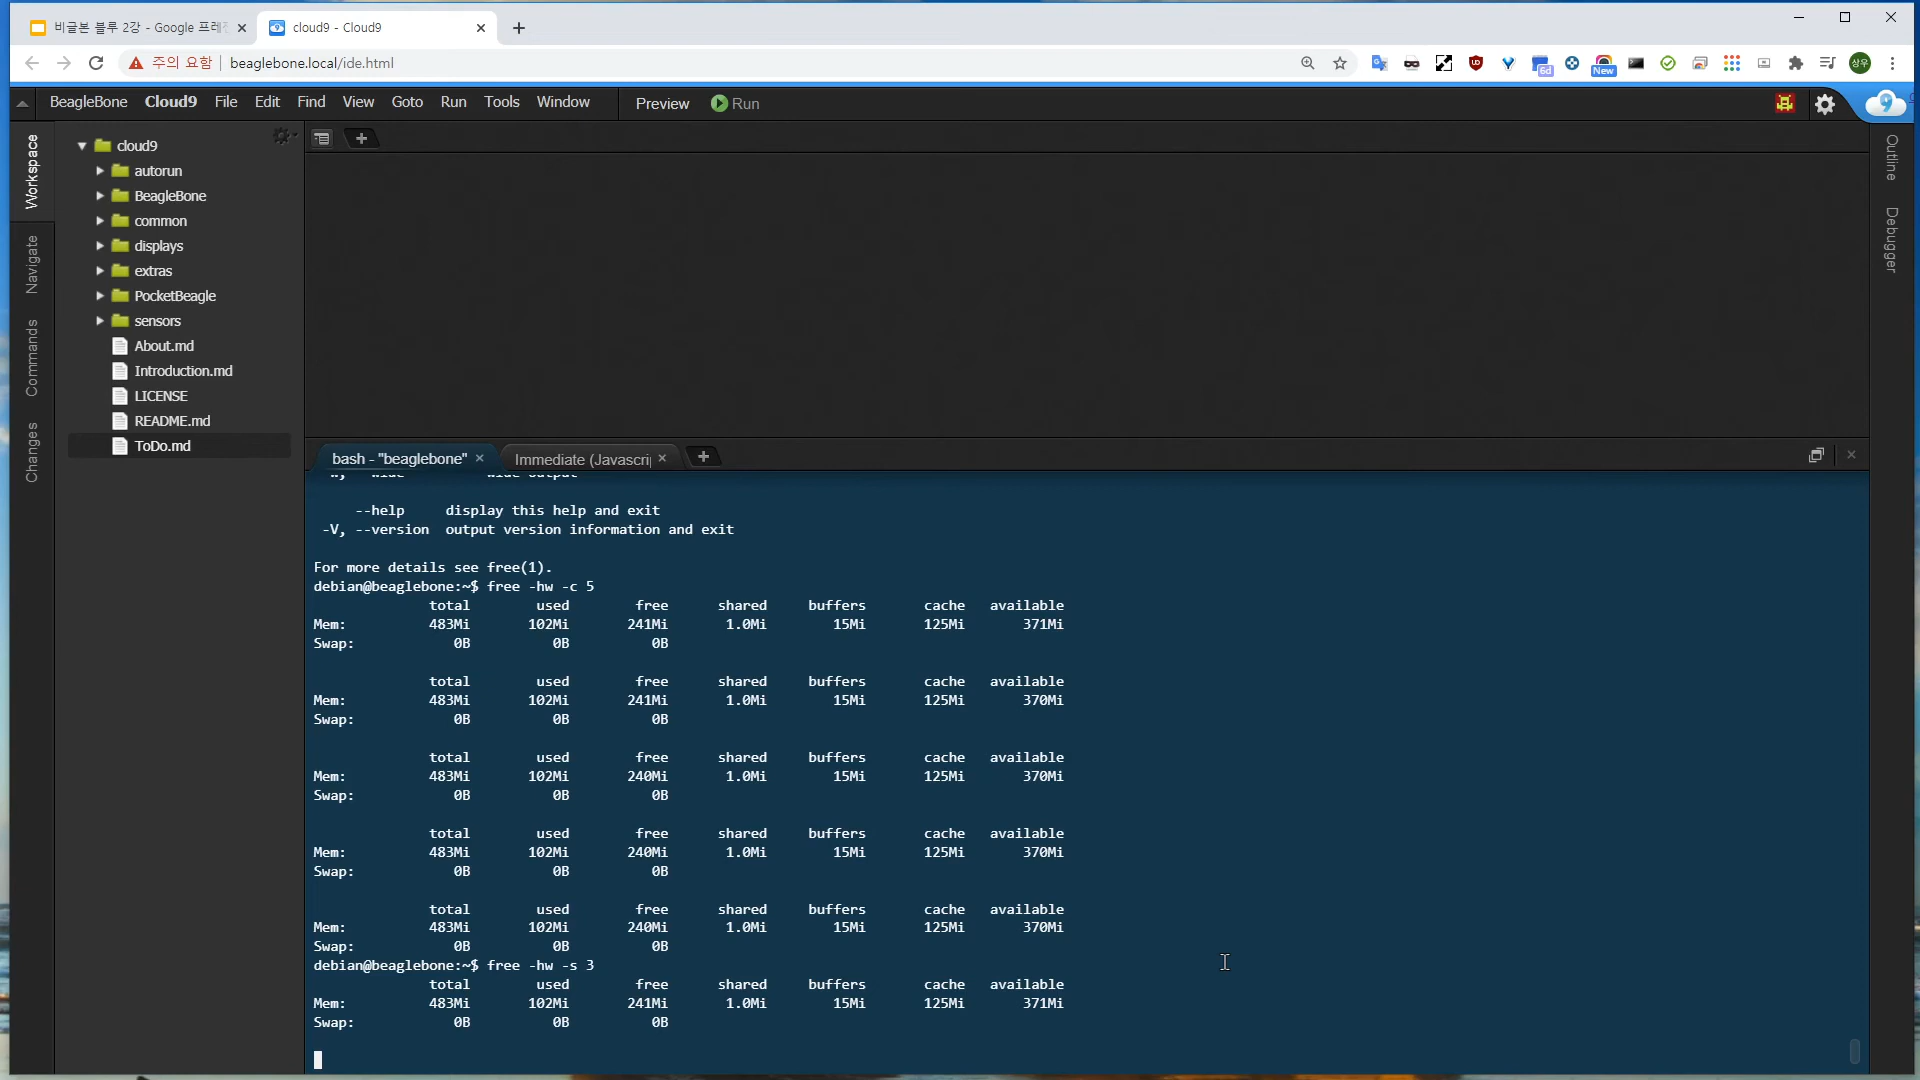 비글본 블루 2강 - Google 프레
cloud9 - Cloud9
주의 요함
beaglebone.local/ide.html
6d
New
상우
BeagleBone
Cloud9
File
Edit
Find
View
Goto
Run
Tools
Window
Preview
Run
9
Workspace
Navigate
Commands
Changes
cloud9
autorun
BeagleBone
common
displays
extras
PocketBeagle
sensors
About.md
Introduction.md
LICENSE
README.md
ToDo.md
Outline
Debugger
bash - "beaglebone"
Immediate (Javascri
-w, --wide wide output
--help display this help and exit
-V, --version output version information and exit
For more details see free(1).
debian@beaglebone:~$ free -hw -c 5
total used free shared buffers cache available
Mem: 483Mi 102Mi 241Mi 1.0Mi 15Mi 125Mi 371Mi
Swap: 0B 0B 0B
total used free shared buffers cache available
Mem: 483Mi 102Mi 241Mi 1.0Mi 15Mi 125Mi 370Mi
Swap: 0B 0B 0B
total used free shared buffers cache available
Mem: 483Mi 102Mi 240Mi 1.0Mi 15Mi 125Mi 370Mi
Swap: 0B 0B 0B
total used free shared buffers cache available
Mem: 483Mi 102Mi 240Mi 1.0Mi 15Mi 125Mi 370Mi
Swap: 0B 0B 0B
total used free shared buffers cache available
Mem: 483Mi 102Mi 240Mi 1.0Mi 15Mi 125Mi 370Mi
Swap: 0B 0B 0B
debian@beaglebone:~$ free -hw -s 3
total used free shared buffers cache available
Mem: 483Mi 102Mi 241Mi 1.0Mi 15Mi 125Mi 371Mi
Swap: 0B 0B 0B